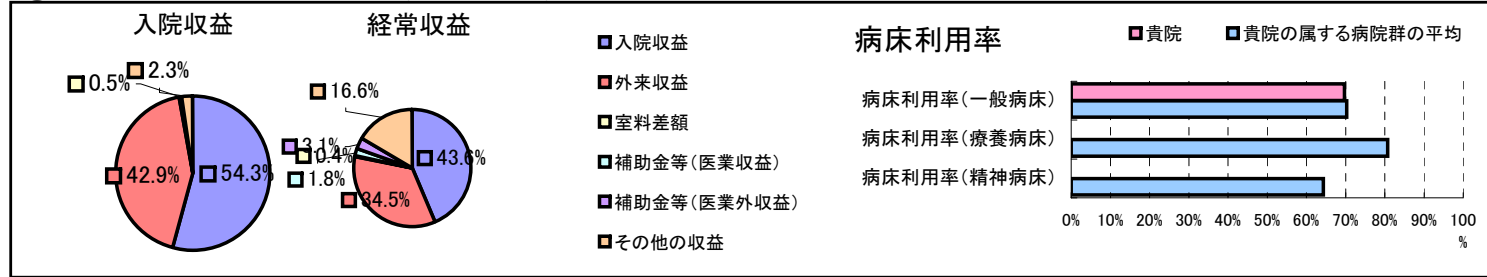 入院収益
2.3%
0.5%
42.9%
54.3%
経常収益
16.6%
3.1%
0.4%
1.8%
43.6%
34.5%
入院収益
外来収益
室料差額
補助金等(医業収益)
補助金等(医業外収益)
その他の収益
病床利用率
貴院
貴院の属する病院群の平均
病床利用率(一般病床)
病床利用率(療養病床)
病床利用率(精神病床)
0% 10% 20% 30% 40% 50% 60% 70% 80% 90% 100
%